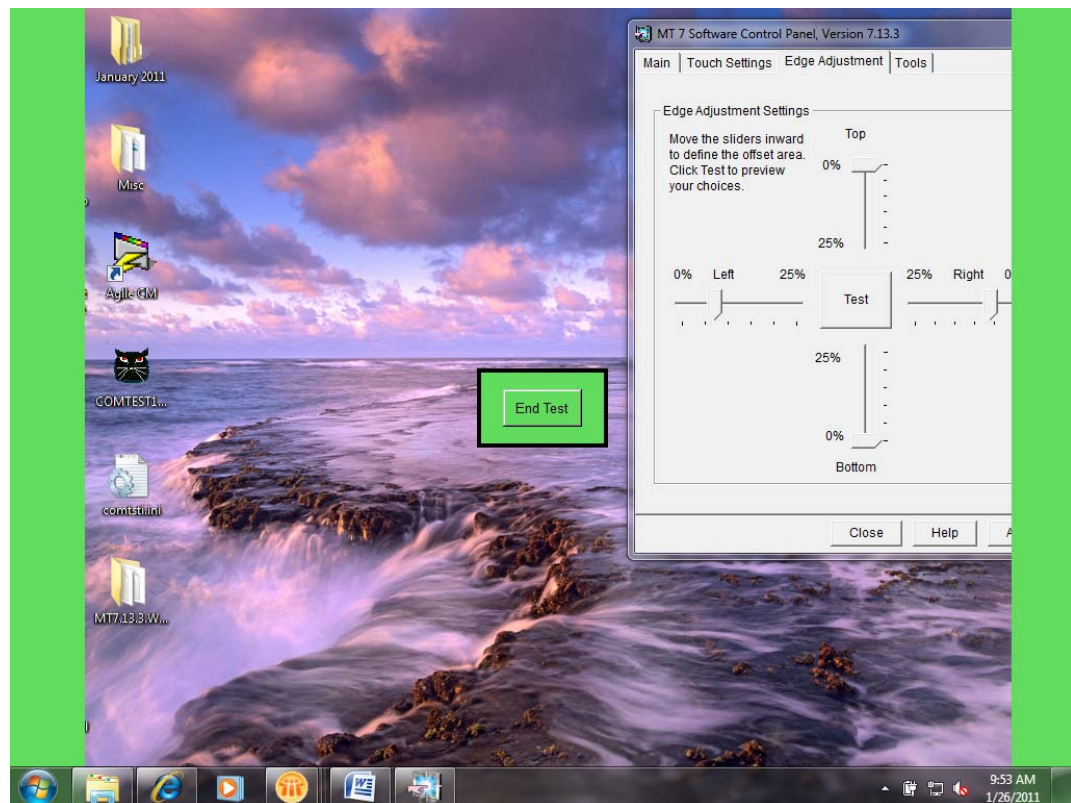 January 2011
Misc
Agile CM
COMTEST1...
comtsti.ini
MT7.13.3.W...
MT 7 Software Control Panel, Version 7.13.3
Main Touch Settings Edge Adjustment Tools
Edge Adjustment Settings
Move the sliders inward
to define the offset area.
Click Test to preview
your choices.
Top
0%
25%
0% Left 25%
25% Right 0
Test
25%
0%
Bottom
Close Help A
End Test
9:53 AM
1/26/2011